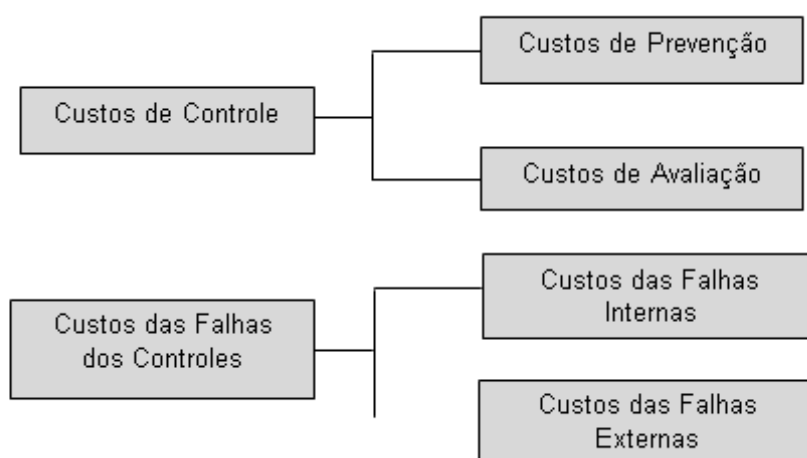 Custos de Prevenção
Custos de Controle
Custos de Avaliação
Custos das Falhas
Internas
Custos das Falhas
dos Controles
Custos das Falhas
Externas